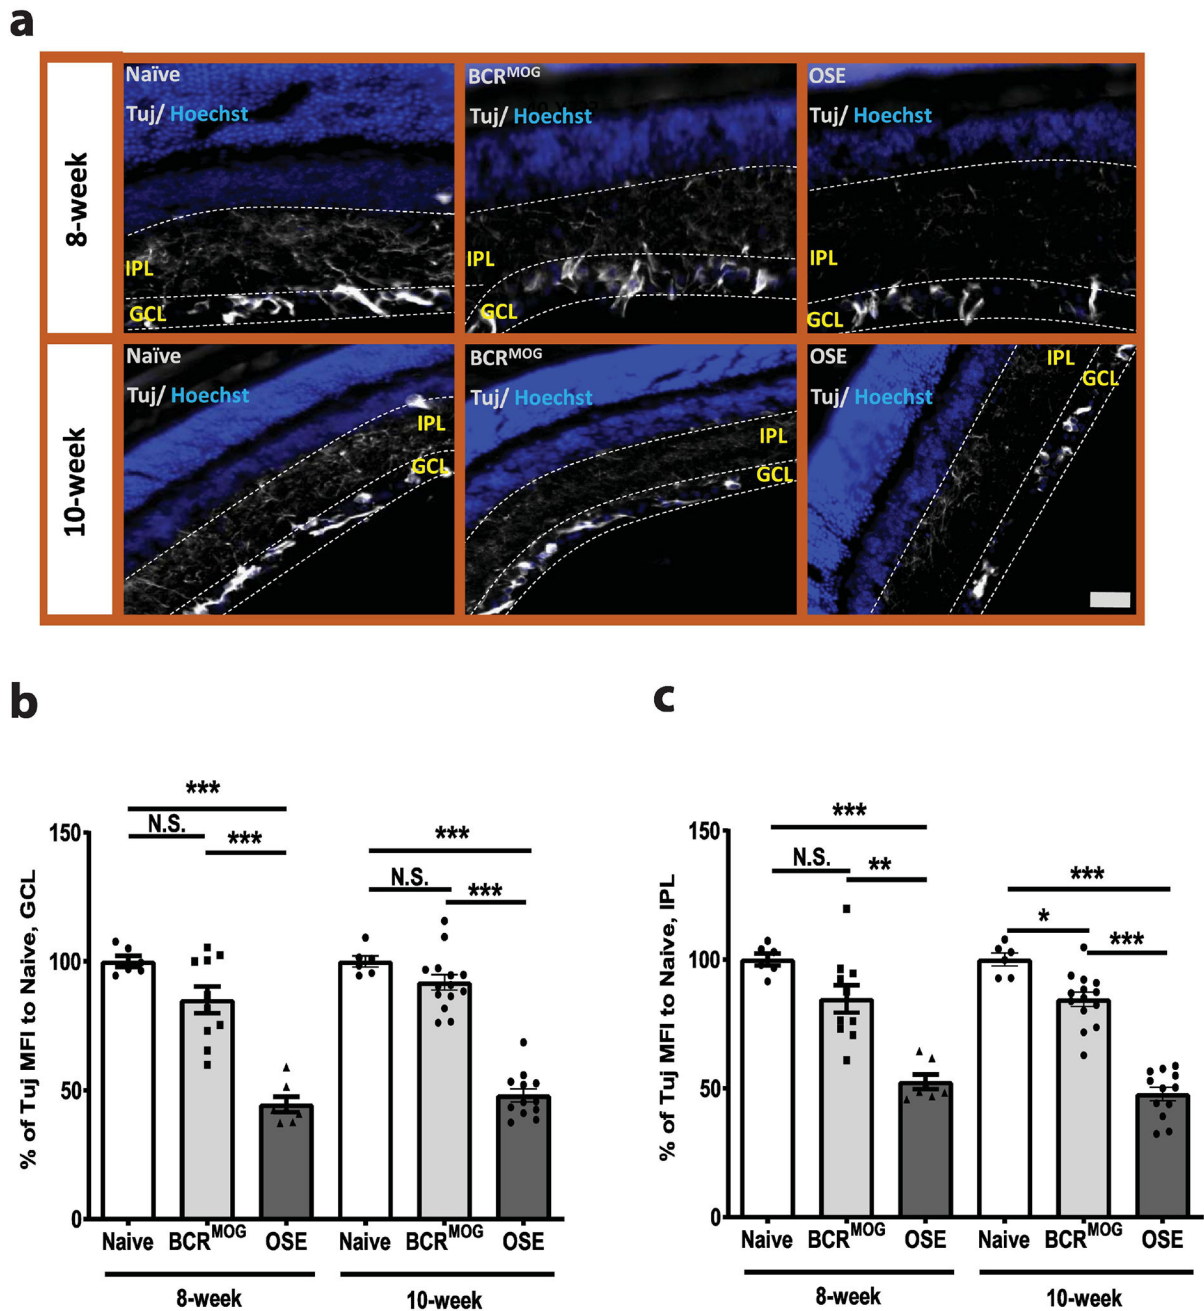 a
8-week
Naïve
Tuj/ Hoechst
IPL
GCL
BCRMOG
Tuj/ Hoechst
IPL
GCL
OSE
Tuj/ Hoechst
IPL
GCL
10-week
Naïve
Tuj/ Hoechst
IPL
GCL
BCRMOG
Tuj/ Hoechst
IPL
GCL
OSE
Tuj/ Hoechst
IPL
GCL
b
% of Tuj MFI to Naive, GCL
150
100
50
0
***
N.S.
***
***
N.S.
***
Naive BCRMOG OSE Naive BCRMOG OSE
8-week 10-week
c
% of Tuj MFI to Naive, IPL
150
100
50
0
***
N.S.
**
***
*
***
Naive BCRMOG OSE Naive BCRMOG OSE
8-week 10-week